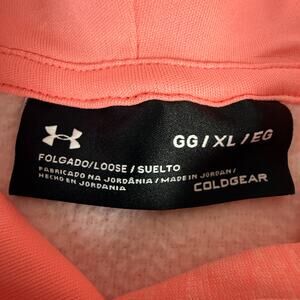 GG / XL / EG
FOLGADO/LOOSE / SUELTO
FABRICADO NA JORDÂNIA / MADE IN JORDAN /
HECHO EN JORDANIA
COLDGEAR